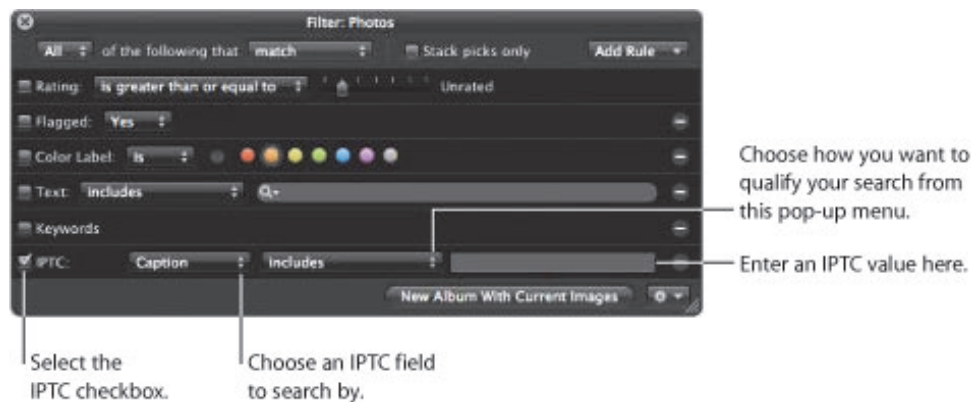 Filter: Photos
All of the following that match Stack picks only Add Rule
Rating: is greater than or equal to Unrated
Flagged: Yes
Color Label: is
Text: includes
Keywords
IPTC: Caption includes
New Album With Current Images
Choose how you want to
qualify your search from
this pop-up menu.
Enter an IPTC value here.
Select the
IPTC checkbox.
Choose an IPTC field
to search by.